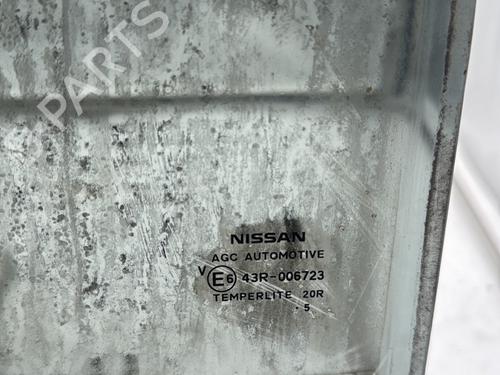 B-PARTS
NISSAN
AGC AUTOMOTIVE
V E6 43R-006723
TEMPERLITE 20R
. 5